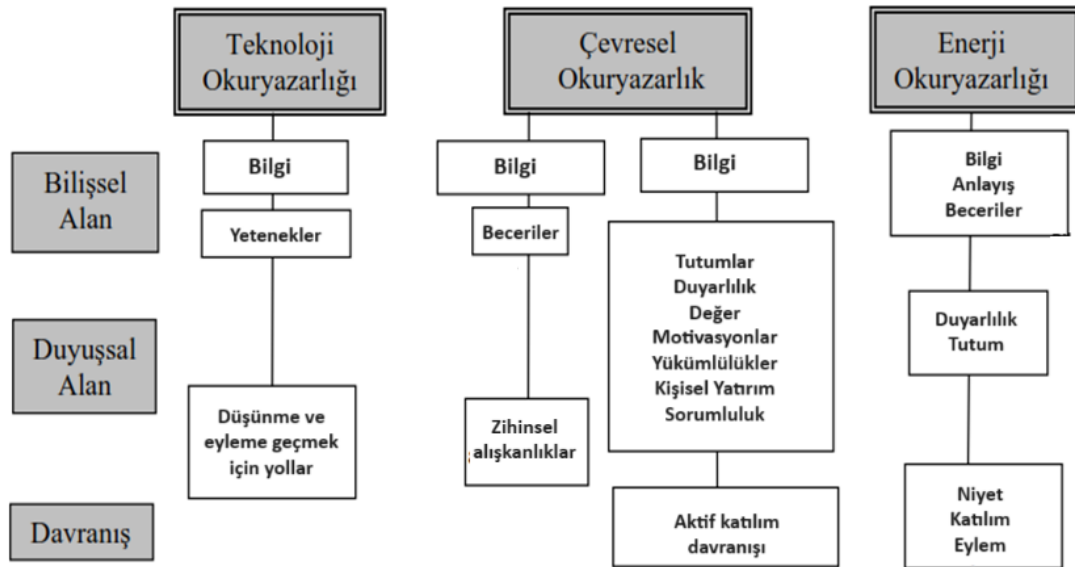 Teknoloji
Okuryazarlığı
Çevresel
Okuryazarlık
Enerji
Okuryazarlığı
Bilişsel
Alan
Bilgi
Yetenekler
Bilgi
Beceriler
Bilgi
Bilgi
Anlayış
Beceriler
Duyuşsal
Alan
Düşünme ve
eyleme geçmek
için yollar
Zihinsel
alışkanlıklar
Tutumlar
Duyarlılık
Değer
Motivasyonlar
Yükümlülükler
Kişisel Yatırım
Sorumluluk
Duyarlılık
Tutum
Davranış
Aktif katılım
davranışı
Niyet
Katılım
Eylem